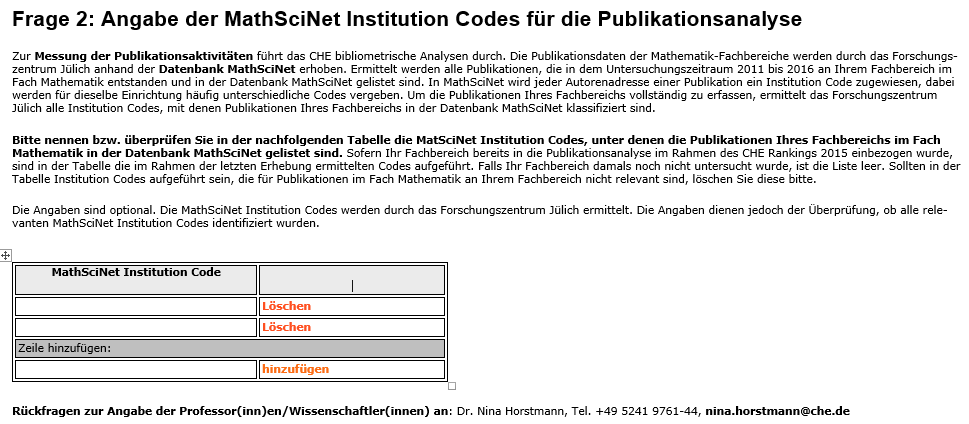 Frage 2: Angabe der MathSciNet Institution Codes für die Publikationsanalyse
Zur Messung der Publikationsaktivitäten führt das CHE bibliometrische Analysen durch. Die Publikationsdaten der Mathematik-Fachbereiche werden durch das Forschungs-
zentrum Jülich anhand der Datenbank MathSciNet erhoben. Ermittelt werden alle Publikationen, die in dem Untersuchungszeitraum 2011 bis 2016 an Ihrem Fachbereich im
Fach Mathematik entstanden und in der Datenbank MathSciNet gelistet sind. In MathSciNet wird jeder Autorenadresse einer Publikation ein Institution Code zugewiesen, dabei
werden für dieselbe Einrichtung häufig unterschiedliche Codes vergeben. Um die Publikationen Ihres Fachbereichs vollständig zu erfassen, ermittelt das Forschungszentrum
Jülich alle Institution Codes, mit denen Publikationen Ihres Fachbereichs in der Datenbank MathSciNet klassifiziert sind.
Bitte nennen bzw. überprüfen Sie in der nachfolgenden Tabelle die MatSciNet Institution Codes, unter denen die Publikationen Ihres Fachbereichs im Fach
Mathematik in der Datenbank MathSciNet gelistet sind. Sofern Ihr Fachbereich bereits in die Publikationsanalyse im Rahmen des CHE Rankings 2015 einbezogen wurde,
sind in der Tabelle die im Rahmen der letzten Erhebung ermittelten Codes aufgeführt. Falls Ihr Fachbereich damals noch nicht untersucht wurde, ist die Liste leer. Sollten in der
Tabelle Institution Codes aufgeführt sein, die für Publikationen im Fach Mathematik an Ihrem Fachbereich nicht relevant sind, löschen Sie diese bitte.
Die Angaben sind optional. Die MathSciNet Institution Codes werden durch das Forschungszentrum Jülich ermittelt. Die Angaben dienen jedoch der Überprüfung, ob alle rele-
vanten MathSciNet Institution Codes identifiziert wurden.
MathSciNet Institution Code
Löschen
Löschen
Zeile hinzufügen:
hinzufügen
Rückfragen zur Angabe der Professor(inn)en/Wissenschaftler(innen) an: Dr. Nina Horstmann, Tel. +49 5241 9761-44, nina.horstmann@che.de